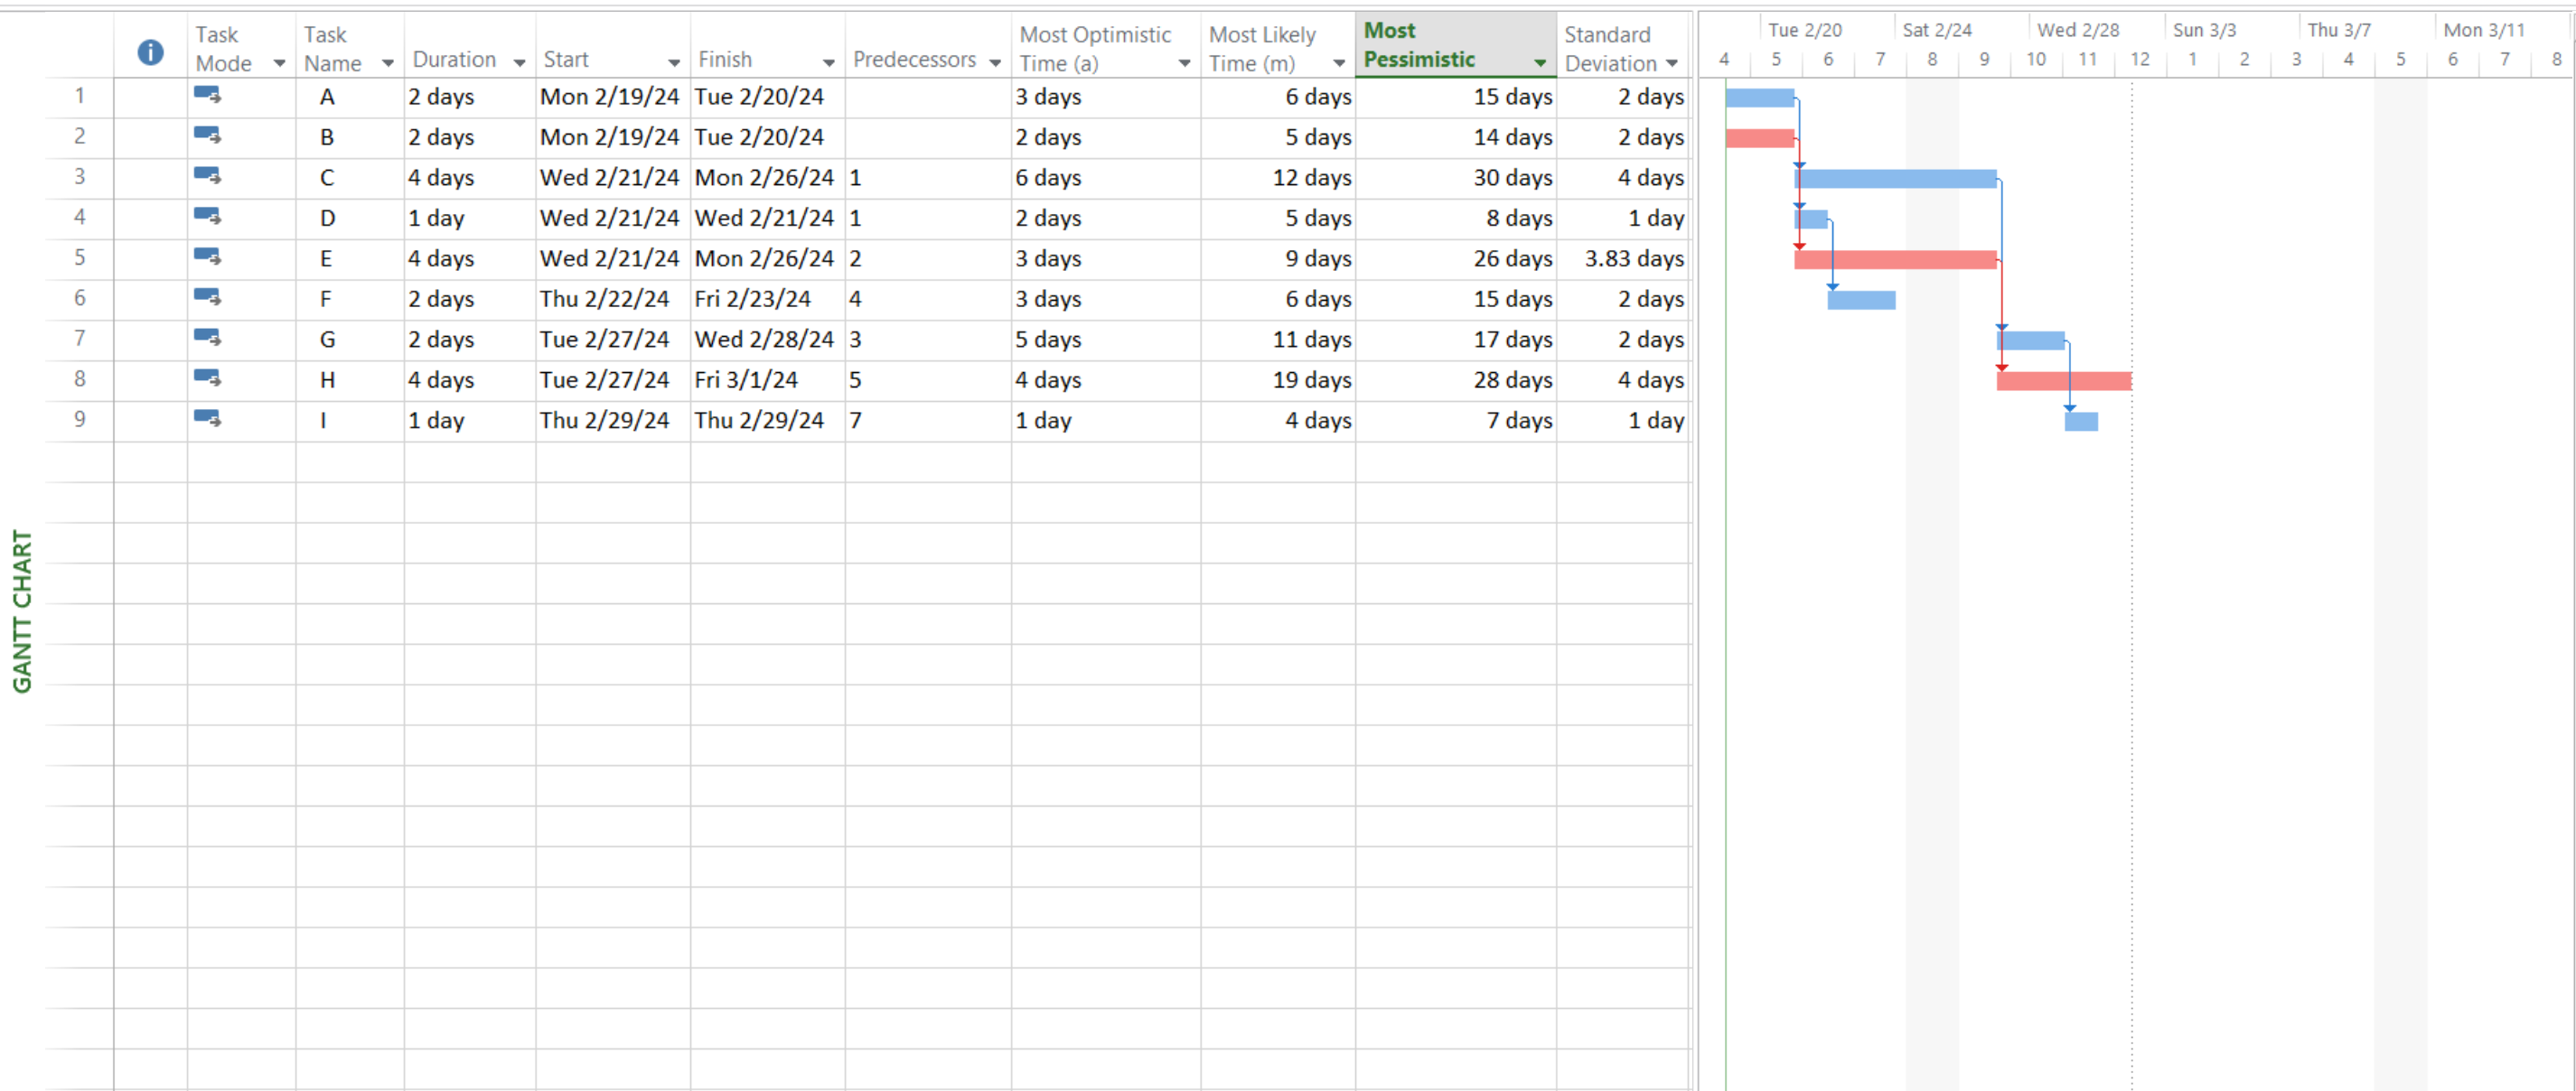 Task Mode Task Name Duration Start Finish Predecessors Most Optimistic Time (a) Most Likely Time (m) Most Pessimistic Standard Deviation
1 A 2 days Mon 2/19/24 Tue 2/20/24 3 days 6 days 15 days 2 days
2 B 2 days Mon 2/19/24 Tue 2/20/24 2 days 5 days 14 days 2 days
3 C 4 days Wed 2/21/24 Mon 2/26/24 1 6 days 12 days 30 days 4 days
4 D 1 day Wed 2/21/24 Wed 2/21/24 1 2 days 5 days 8 days 1 day
5 E 4 days Wed 2/21/24 Mon 2/26/24 2 3 days 9 days 26 days 3.83 days
6 F 2 days Thu 2/22/24 Fri 2/23/24 4 3 days 6 days 15 days 2 days
7 G 2 days Tue 2/27/24 Wed 2/28/24 3 5 days 11 days 17 days 2 days
8 H 4 days Tue 2/27/24 Fri 3/1/24 5 4 days 19 days 28 days 4 days
9 I 1 day Thu 2/29/24 Thu 2/29/24 7 1 day 4 days 7 days 1 day
Tue 2/20 Sat 2/24 Wed 2/28 Sun 3/3 Thu 3/7 Mon 3/11
4 5 6 7 8 9 10 11 12 1 2 3 4 5 6 7 8
GANTT CHART